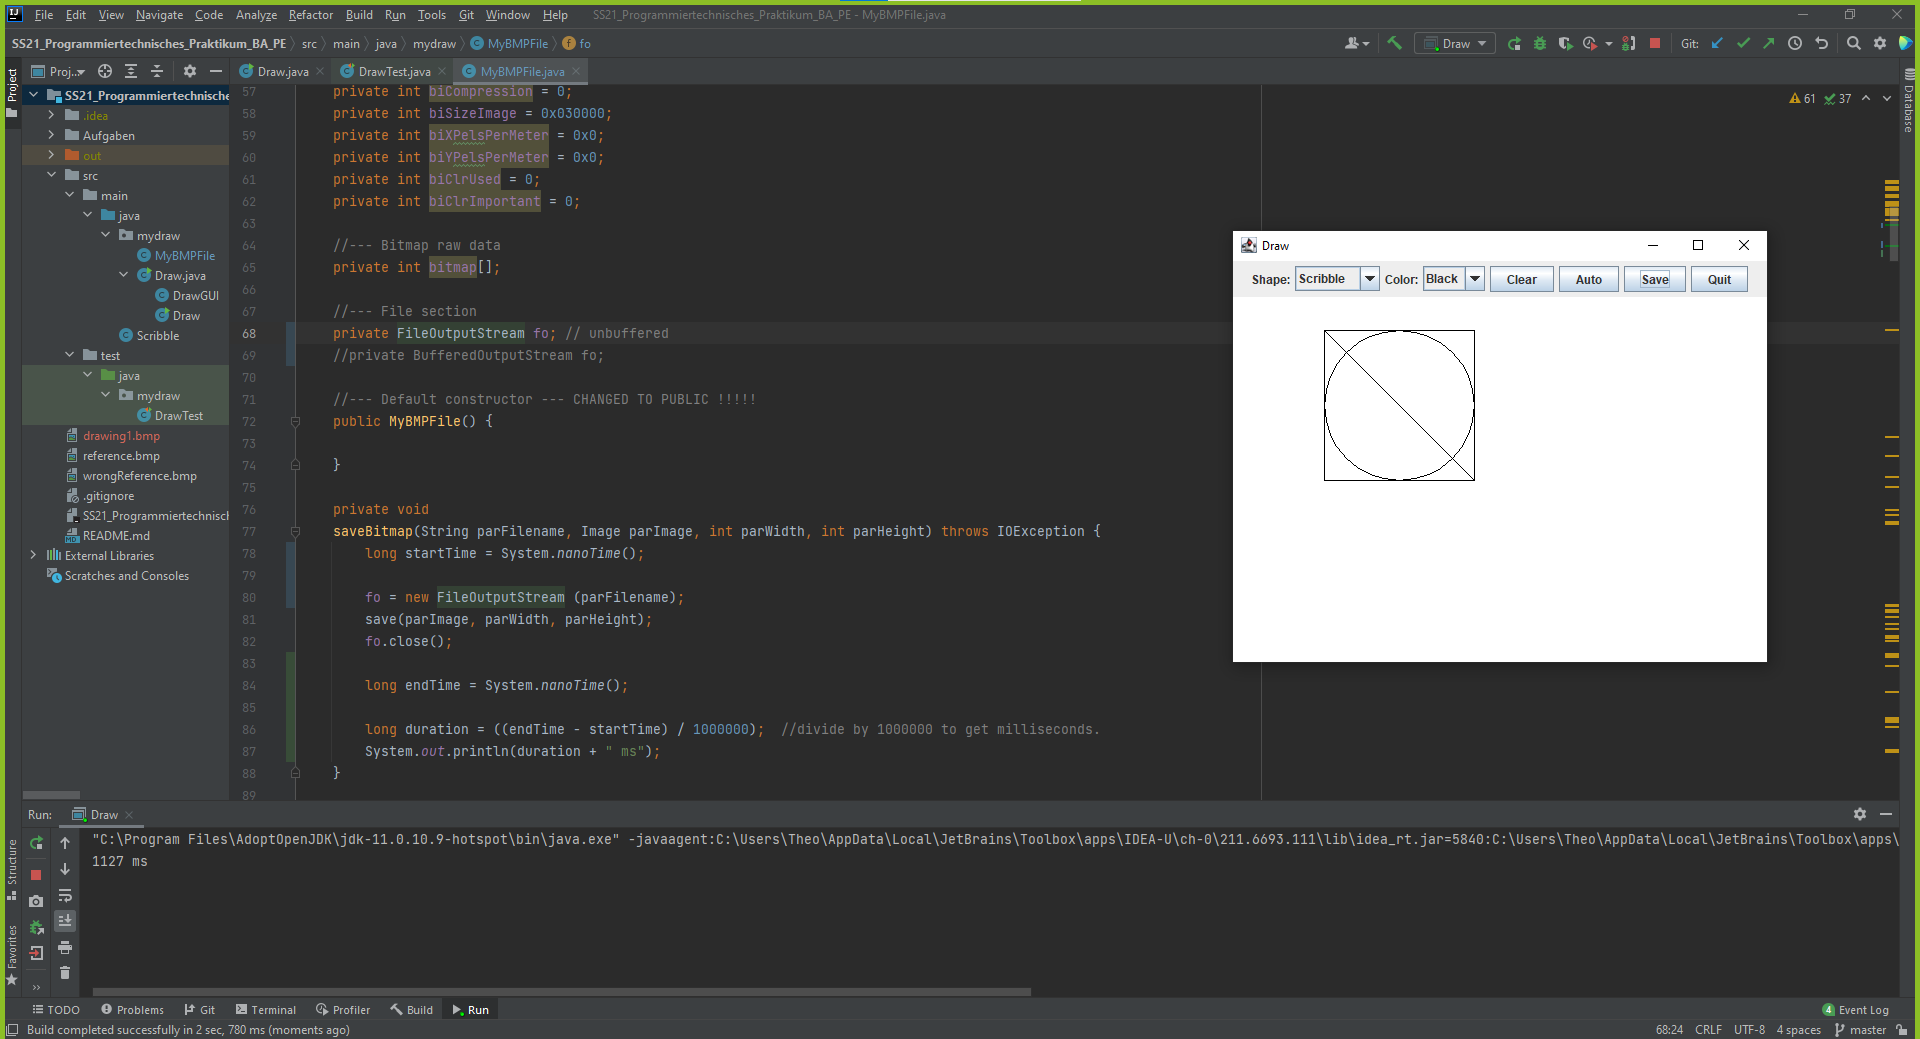 File Edit View Navigate Code Analyze Refactor Build Run Tools Git Window Help SS21_Programmiertechnisches_Praktikum_BA_PE - MyBMPFile.java
SS21_Programmiertechnisches_Praktikum_BA_PE src main java mydraw MyBMPFile fo Draw Git:
Project
Proj... Draw.java DrawTest.java MyBMPFile.java
SS21_Programmiertechnische
.idea
Aufgaben
out
src
main
java
mydraw
MyBMPFile
Draw.java
DrawGUI
Draw
Scribble
test
java
mydraw
DrawTest
drawing1.bmp
reference.bmp
wrongReference.bmp
.gitignore
SS21_Programmiertechnisch
README.md
External Libraries
Scratches and Consoles
61 37
Database
57 private int biCompression = 0;
58 private int biSizeImage = 0x030000;
59 private int biXPelsPerMeter = 0x0;
60 private int biYPelsPerMeter = 0x0;
61 private int biClrUsed = 0;
62 private int biClrImportant = 0;
63
64 //--- Bitmap raw data
65 private int bitmap[];
66
67 //--- File section
68 private FileOutputStream fo; // unbuffered
69 //private BufferedOutputStream fo;
70
71 //--- Default constructor --- CHANGED TO PUBLIC !!!!!
72 public MyBMPFile() {
73
74 }
75
76 private void
77 saveBitmap(String parFilename, Image parImage, int parWidth, int parHeight) throws IOException {
78 long startTime = System.nanoTime();
79
80 fo = new FileOutputStream (parFilename);
81 save(parImage, parWidth, parHeight);
82 fo.close();
83
84 long endTime = System.nanoTime();
85
86 long duration = ((endTime - startTime) / 1000000); //divide by 1000000 to get milliseconds.
87 System.out.println(duration + " ms");
88 }
89
Draw
Shape: Scribble Color: Black Clear Auto Save Quit
Run: Draw
"C:\Program Files\AdoptOpenJDK\jdk-11.0.10.9-hotspot\bin\java.exe" -javaagent:C:\Users\Theo\AppData\Local\JetBrains\Toolbox\apps\IDEA-U\ch-0\211.6693.111\lib\idea_rt.jar=5840:C:\Users\Theo\AppData\Local\JetBrains\Toolbox\apps\
1127 ms
Structure
Favorites
TODO Problems Git Terminal Profiler Build Run 4 Event Log
Build completed successfully in 2 sec, 780 ms (moments ago) 68:24 CRLF UTF-8 4 spaces master